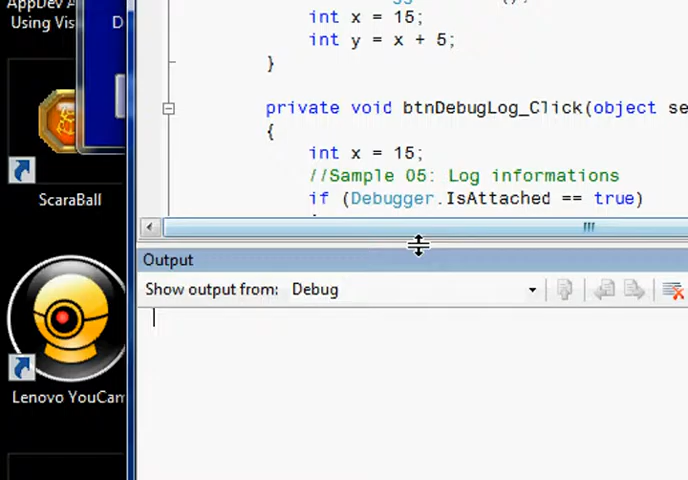 AppDev A
Using Vis
D
ScaraBall
Lenovo YouCam
int x = 15;
int y = x + 5;
}
private void btnDebugLog_Click(object se
{
int x = 15;
//Sample 05: Log informations
if (Debugger.IsAttached == true)
Output
Show output from: Debug